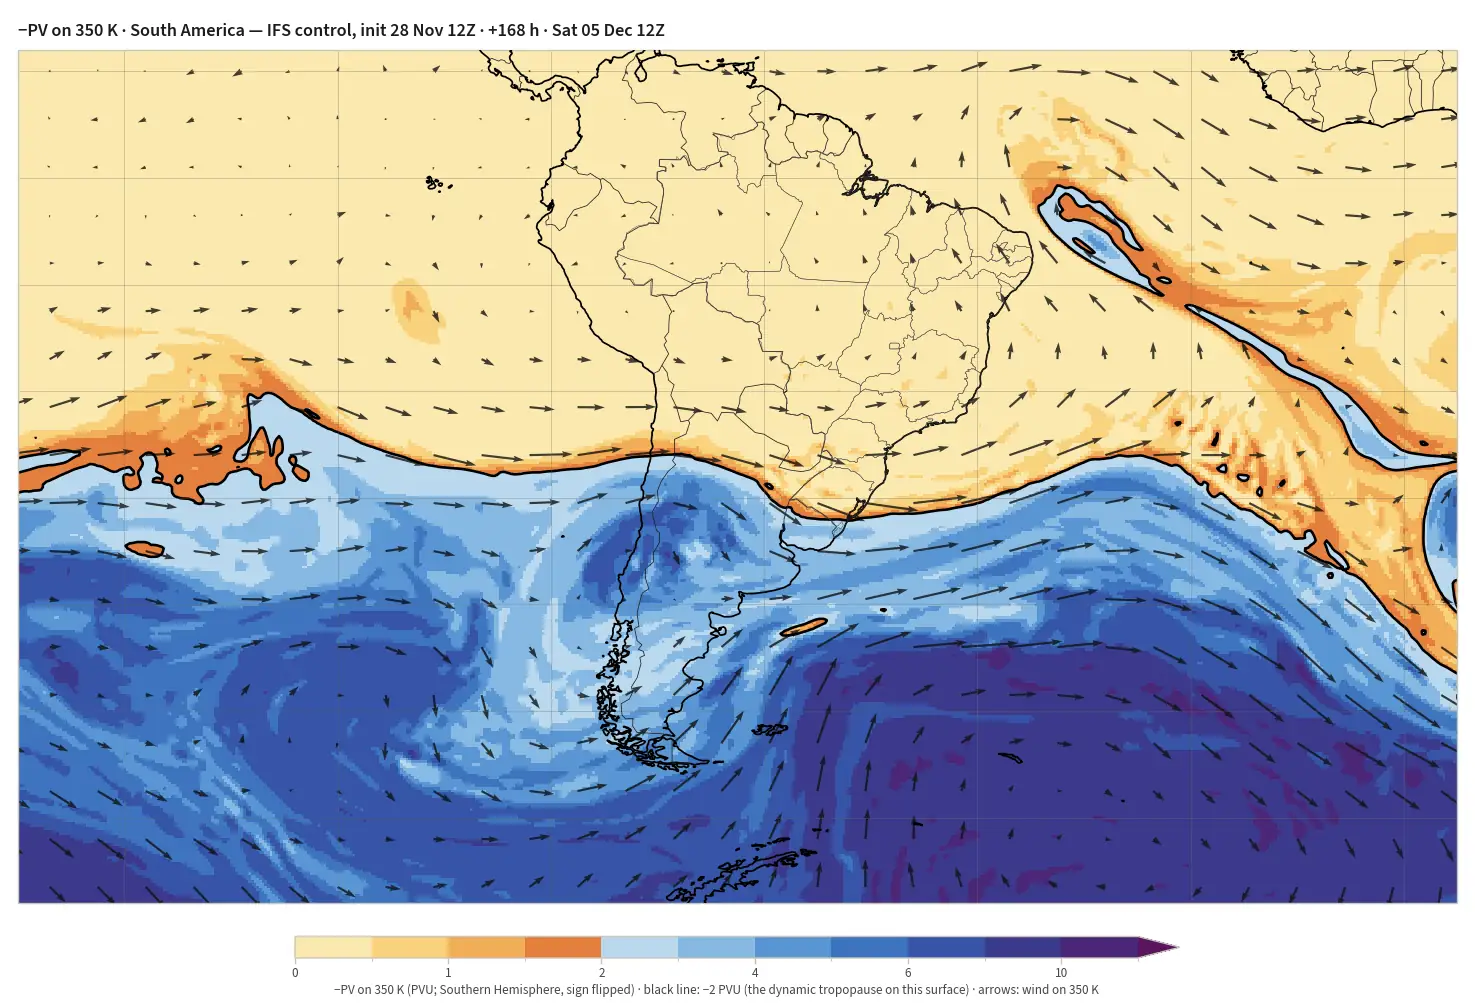 −PV on 350 K · South America — IFS control, init 28 Nov 12Z · +168 h · Sat 05 Dec 12Z
0 1 2 4 6 10
−PV on 350 K (PVU; Southern Hemisphere, sign flipped) · black line: −2 PVU (the dynamic tropopause on this surface) · arrows: wind on 350 K